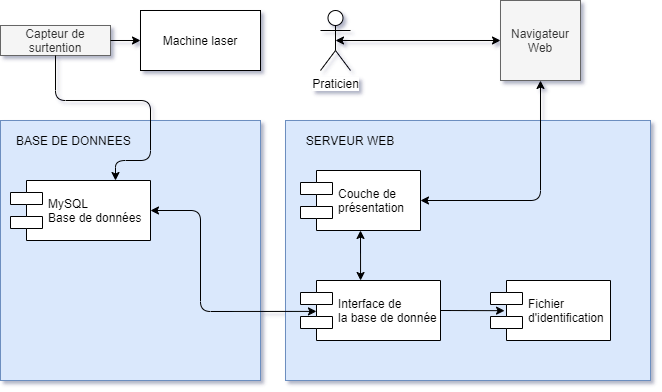 Capteur de
surtention
Machine laser
Praticien
Navigateur
Web
BASE DE DONNEES
MySQL
Base de données
SERVEUR WEB
Couche de
présentation
Interface de
la base de donnée
Fichier
d'identification